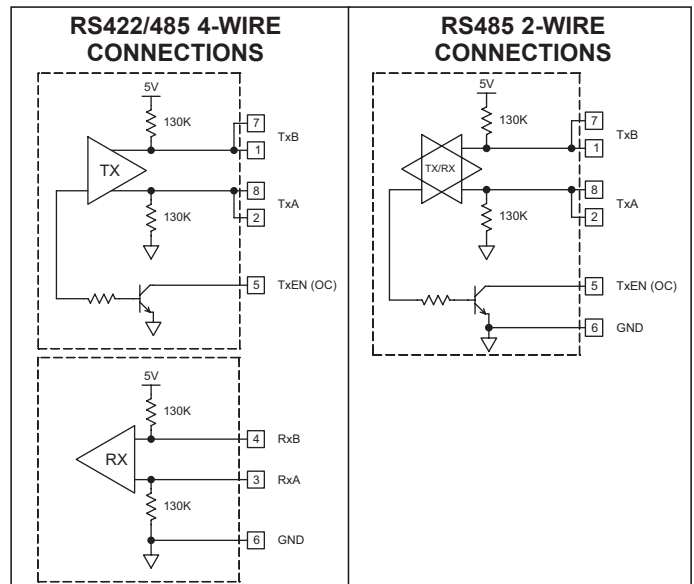 RS422/485 4-WIRE
CONNECTIONS
5V
130K
7
TxB
1
TX
8
TxA
130K
2
5 TxEN (OC)
5V
130K
4 RxB
RX
3 RxA
130K
6 GND
RS485 2-WIRE
CONNECTIONS
5V
130K
7
TxB
1
TX/RX
8
TxA
130K
2
5 TxEN (OC)
6 GND